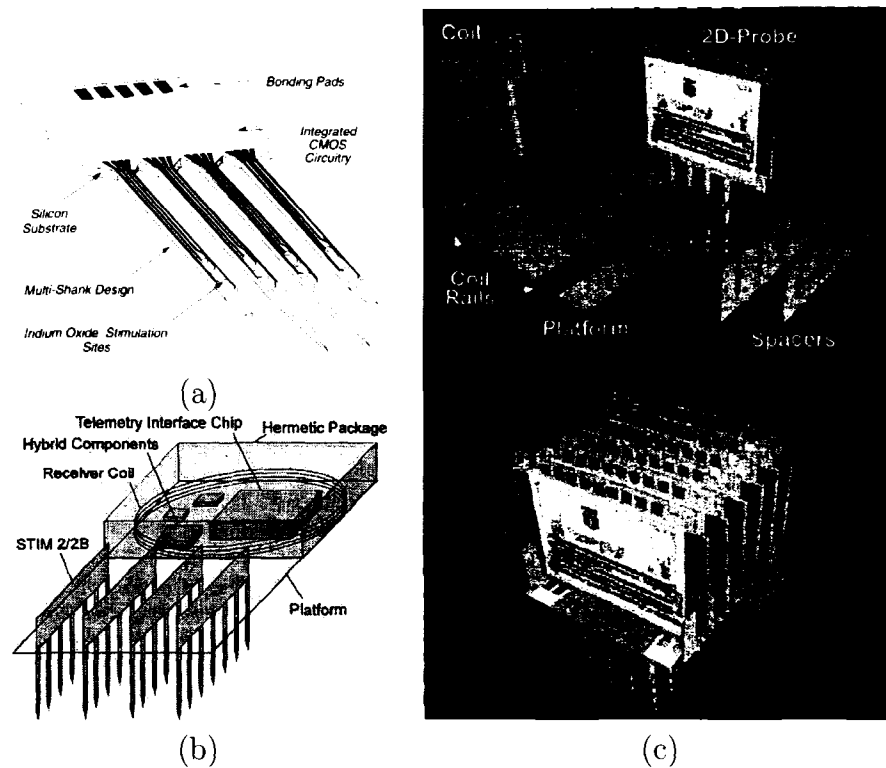 Bonding Pads
Integrated
CMOS
Circuitry
Silicon
Substrate
Multi-Shank Design
Iridium Oxide Stimulation
Sites
(a)
Telemetry Interface Chip
Hermetic Package
Hybrid Components
Receiver Coil
STIM 2/2B
Platform
(b)
Coil
2D-Probe
Coil
Rails
Platform
Spacers
(c)